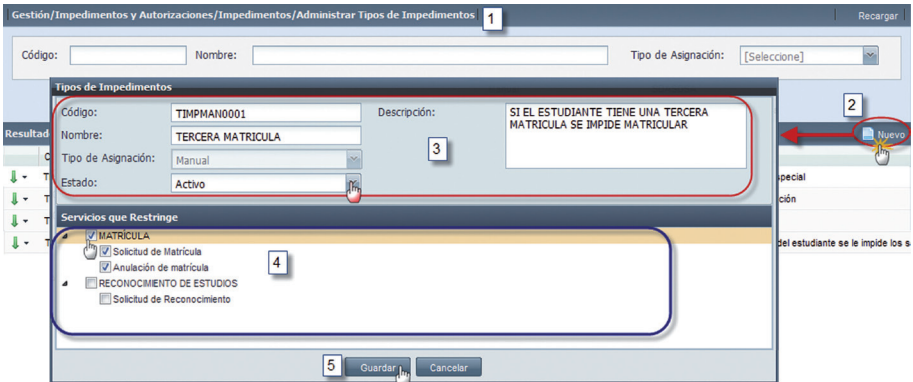 Gestión/Impedimentos y Autorizaciones/Impedimentos/Administrar Tipos de Impedimentos
1
Recargar
Código:
Nombre:
Tipo de Asignación:
[Seleccione]
Tipos de Impedimentos
Código:
TIMPMAN0001
Descripción:
SI EL ESTUDIANTE TIENE UNA TERCERA
MATRICULA SE IMPIDE MATRICULAR
2
Nombre:
TERCERA MATRICULA
3
Nuevo
Tipo de Asignación:
Manual
Estado:
Activo
Servicios que Restringe
MATRÍCULA
Solicitud de Matrícula
Anulación de matrícula
4
RECONOCIMIENTO DE ESTUDIOS
Solicitud de Reconocimiento
del estudiante se le impide los s
5
Guardar
Cancelar